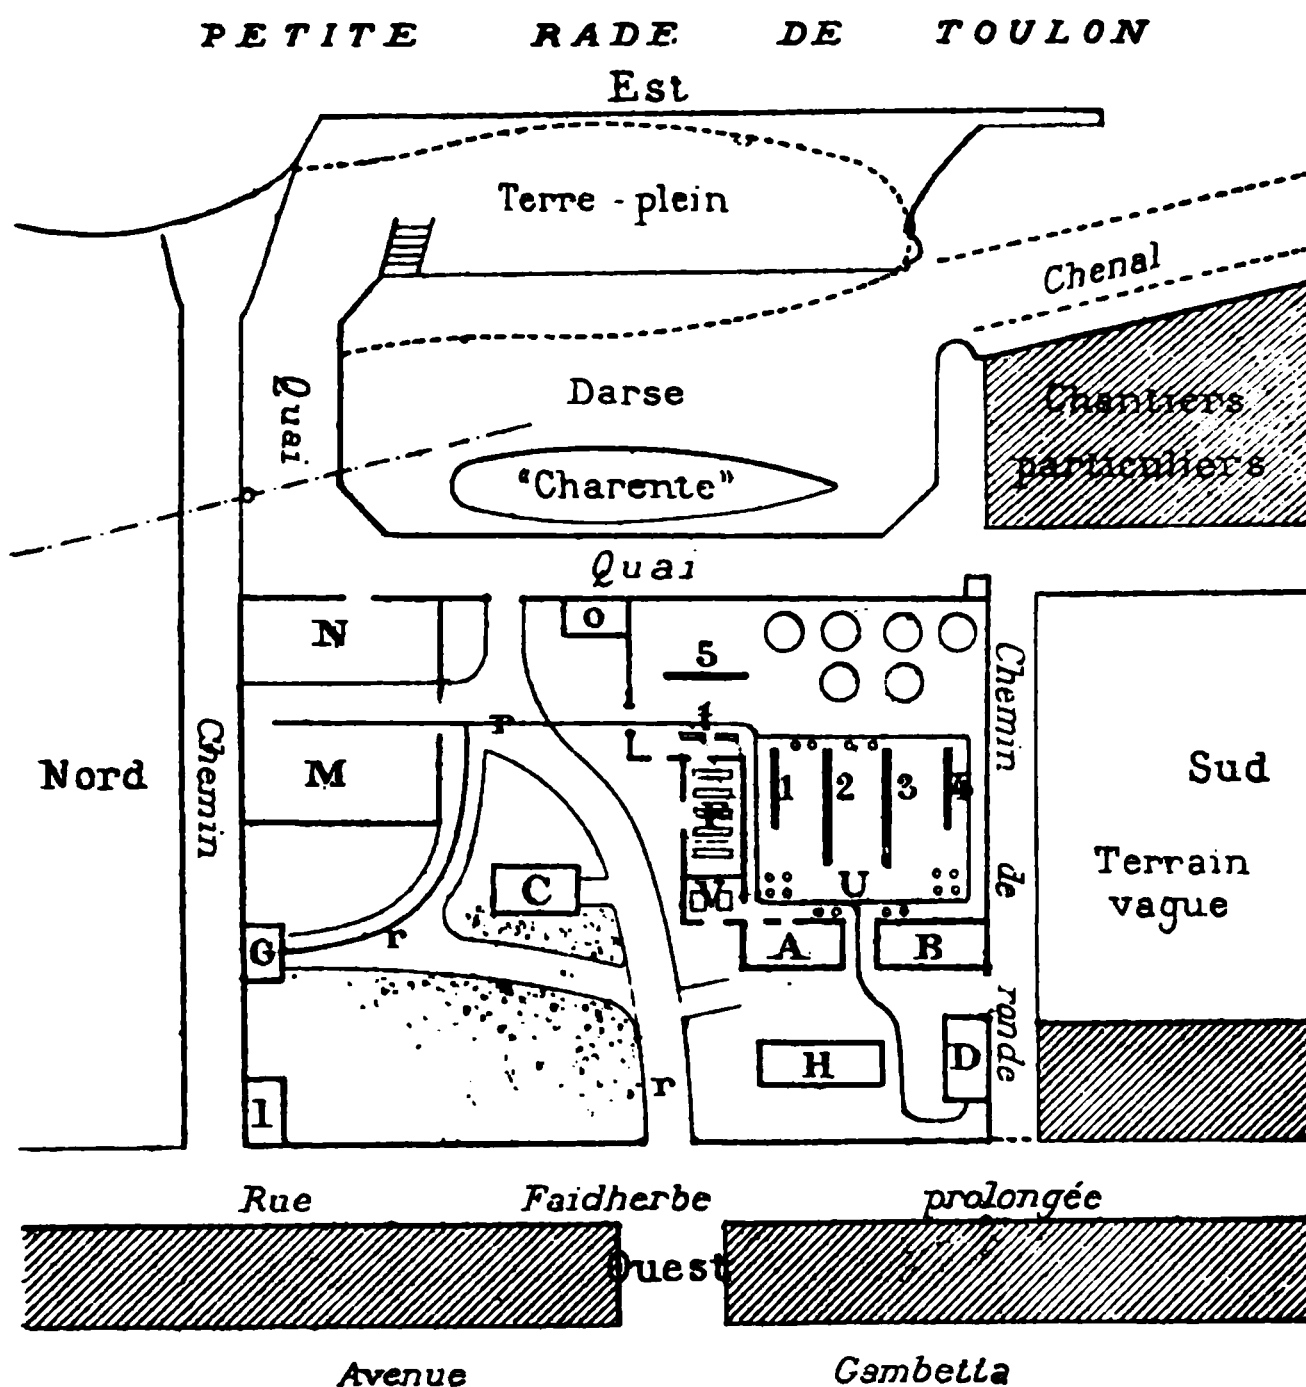 PETITE RADE DE TOULON
Est
Terre-plein
Chenal
Quai
Darse
Chantiers
particuliers
"Charente"
Quai
N
O
5
Chemin
Nord
Chemin
M
r
1
2
3
4
Sud
Terrain
vague
de
C
V
U
G
r
A
B
ronde
H
D
1
r
Rue Faidherbe prolongée
Ouest
Avenue Gambetta